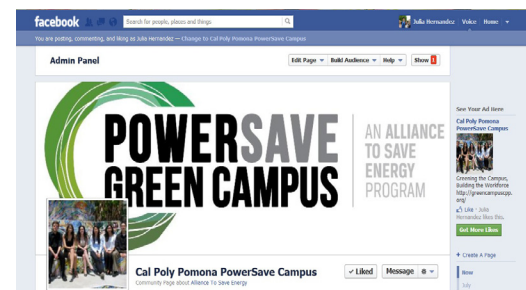 facebook
Search for people, places and things
Julia Hernandez Voice Home
You are posting, commenting, and liking as Julia Hernandez — Change to Cal Poly Pomona PowerSave Campus
Admin Panel
Edit Page
Build Audience
Help
Show 1
POWERSAVE
GREEN CAMPUS
AN ALLIANCE
TO SAVE
ENERGY
PROGRAM
Cal Poly Pomona PowerSave Campus
Community Page about Alliance To Save Energy
✓ Liked
Message
See Your Ad Here
Cal Poly Pomona
PowerSave Campus
Greening the Campus,
Building the Workforce
http://greencampuscpp.
org/
Like · Julia
Hernandez likes this.
Get More Likes
+ Create A Page
Now
July